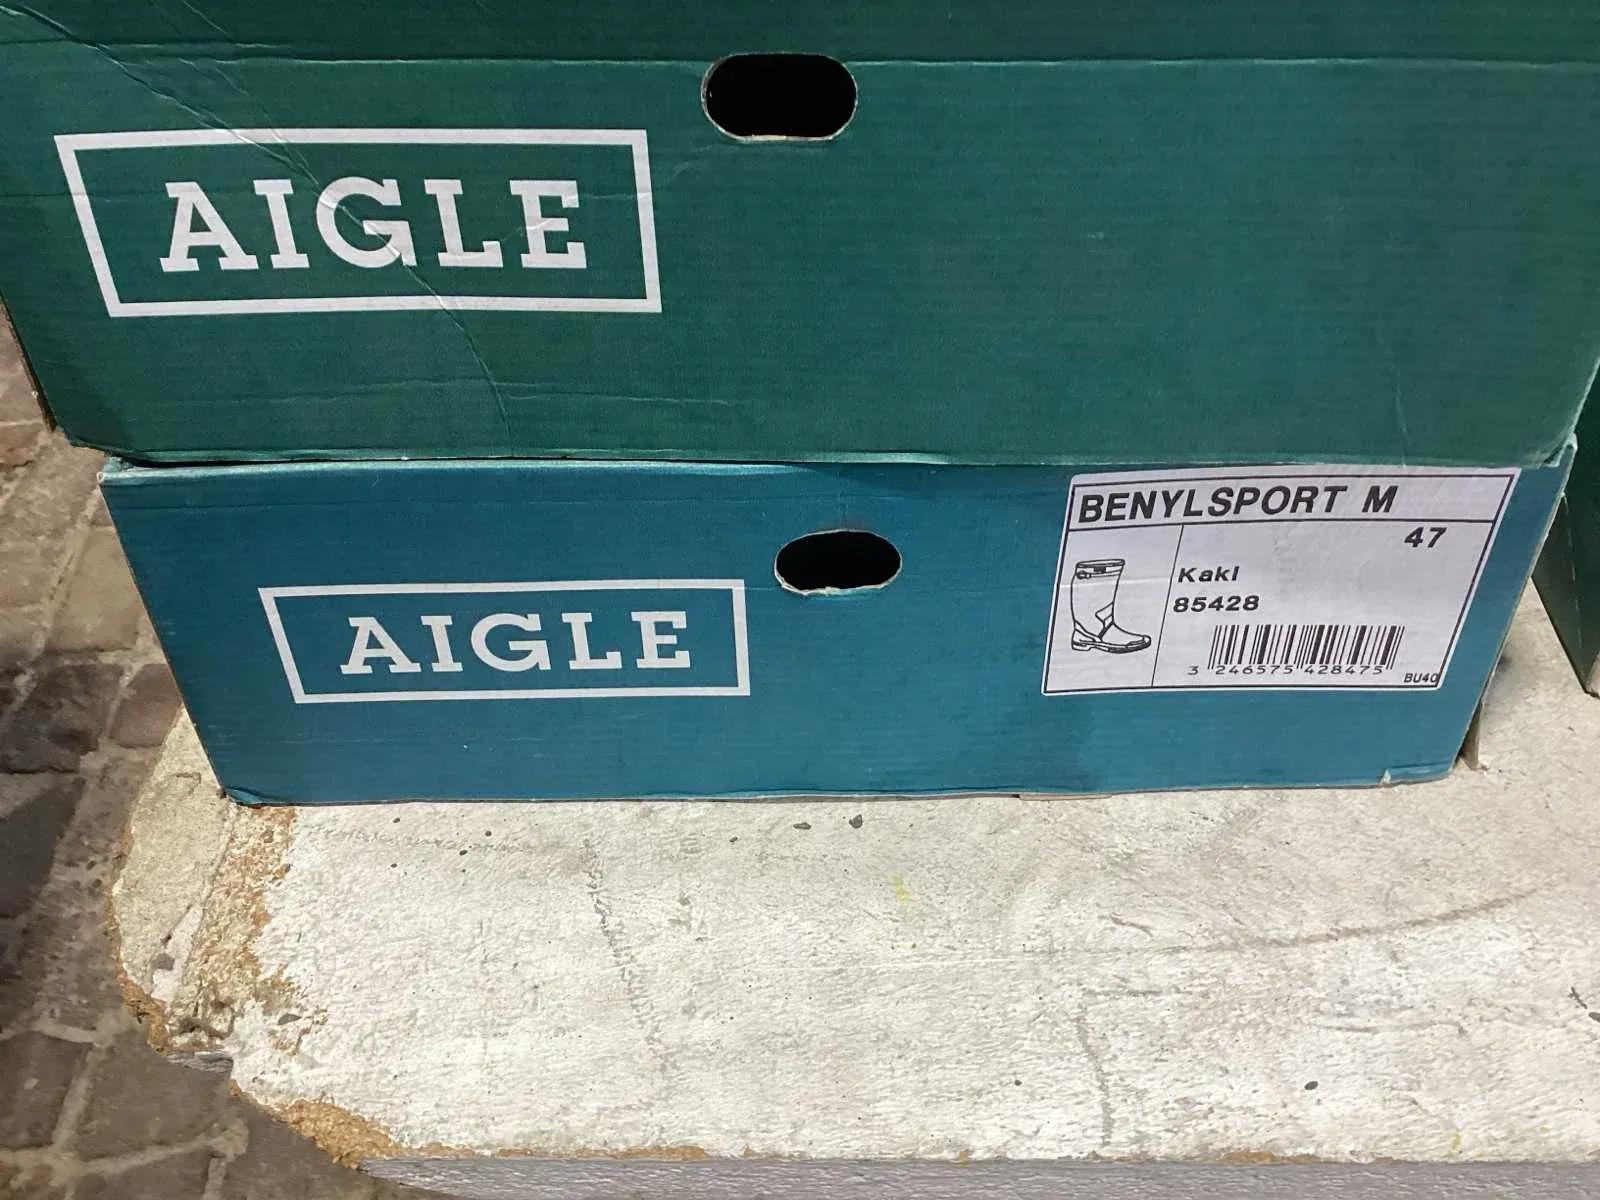 AIGLE
AIGLE
BENYLSPORT M
47
KakI
85428
3 246575 428475
BU40